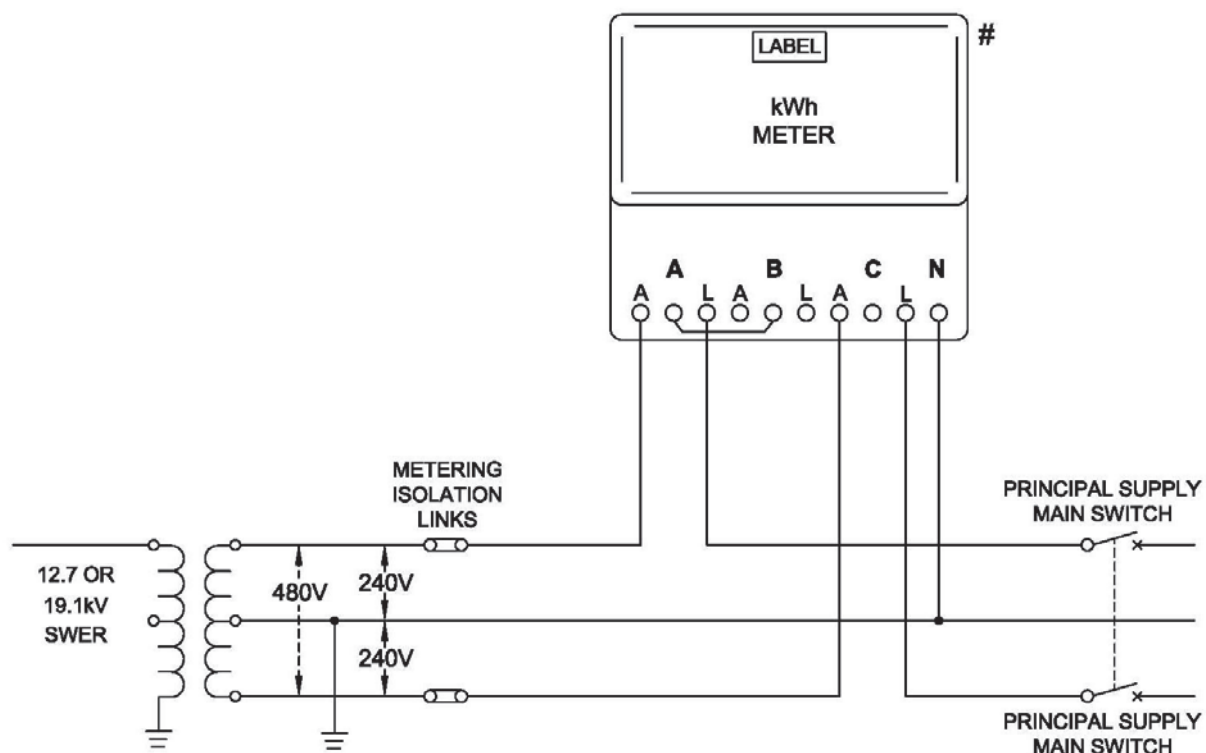 #
LABEL
kWh
METER
A B C N
A L A L A L
METERING
ISOLATION
LINKS
PRINCIPAL SUPPLY
MAIN SWITCH
12.7 OR
19.1kV
SWER
480V
240V
240V
PRINCIPAL SUPPLY
MAIN SWITCH